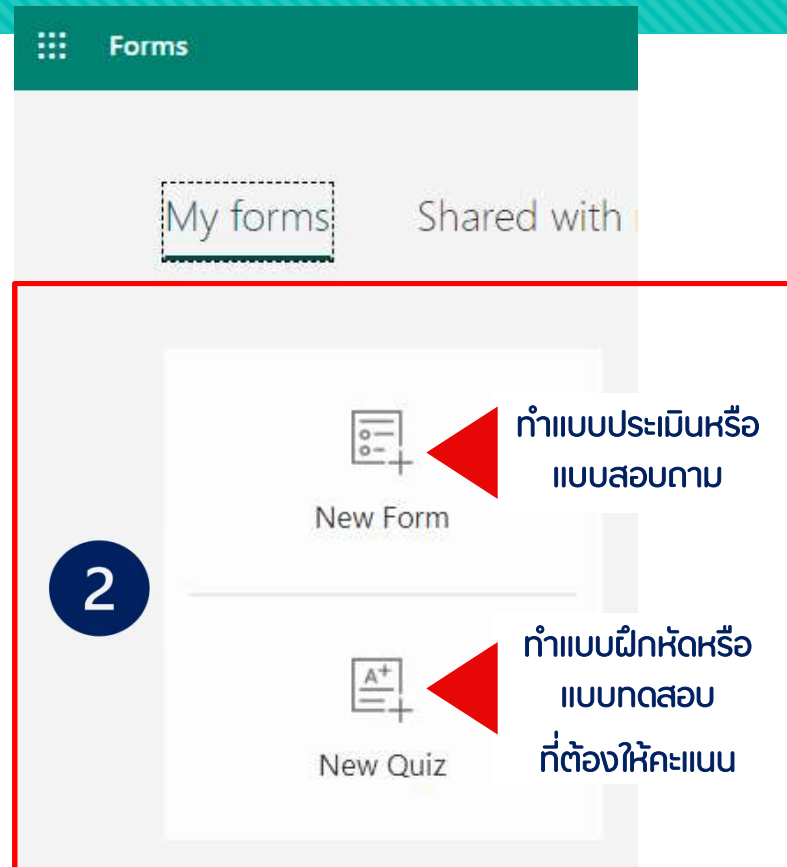 Forms
My forms Shared with
ทำแบบประเมินหรือ
แบบสอบถาม
New Form
2
ทำแบบฝึกหัดหรือ
แบบทดสอบ
ที่ต้องให้คะแนน
A+
New Quiz